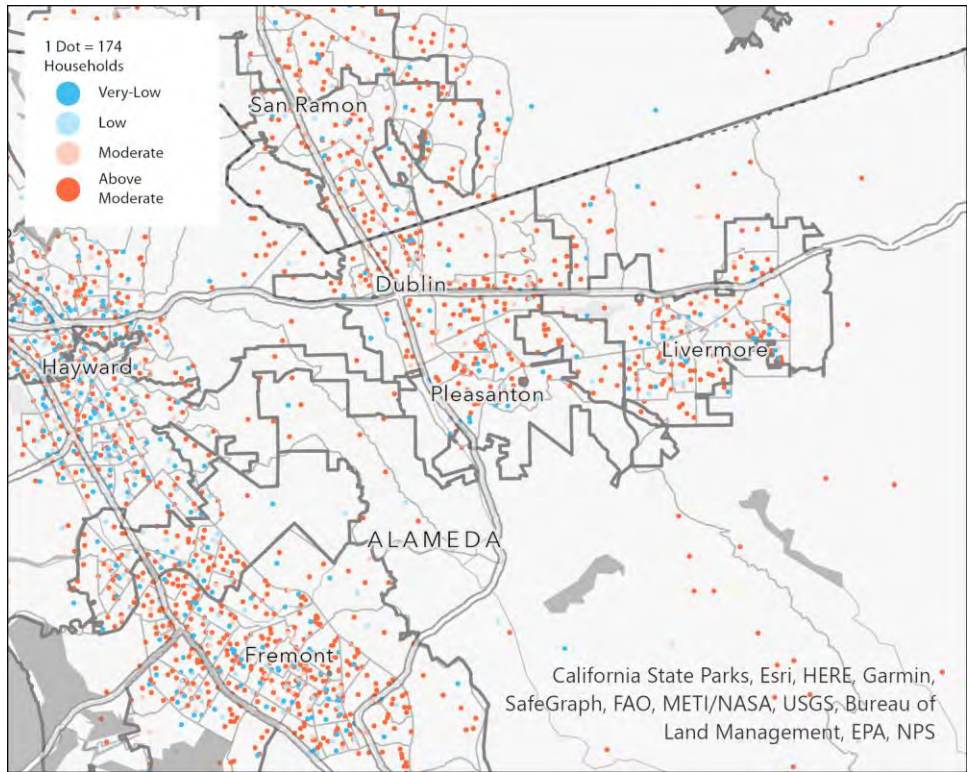 1 Dot = 174
Households
Very-Low
Low
Moderate
Above
Moderate
San Ramon
Dublin
Hayward
Livermore
Pleasanton
ALAMEDA
Fremont
California State Parks, Esri, HERE, Garmin,
SafeGraph, FAO, METI/NASA, USGS, Bureau of
Land Management, EPA, NPS